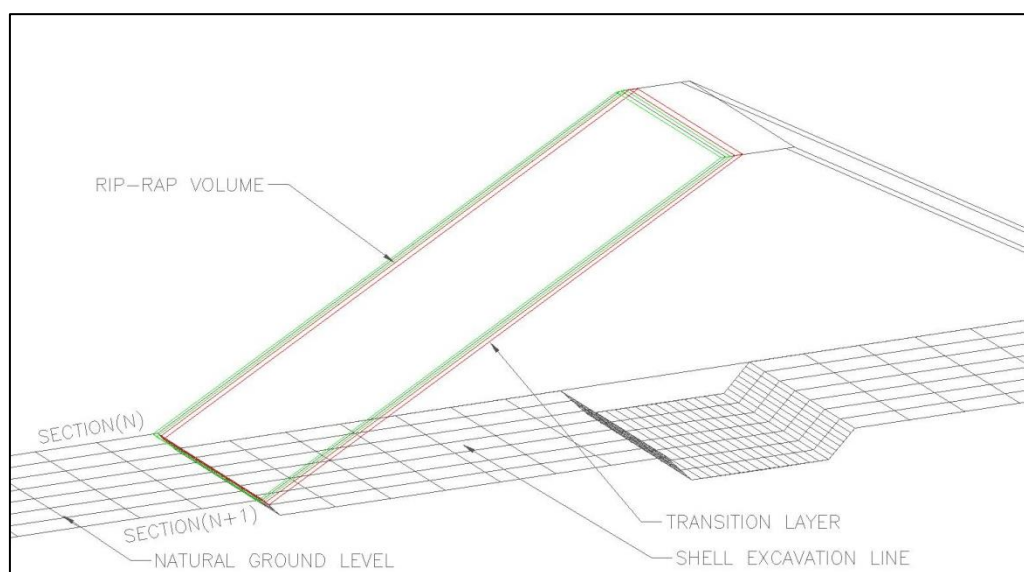 RIP-RAP VOLUME
SECTION(N)
SECTION(N+1)
TRANSITION LAYER
NATURAL GROUND LEVEL
SHELL EXCAVATION LINE